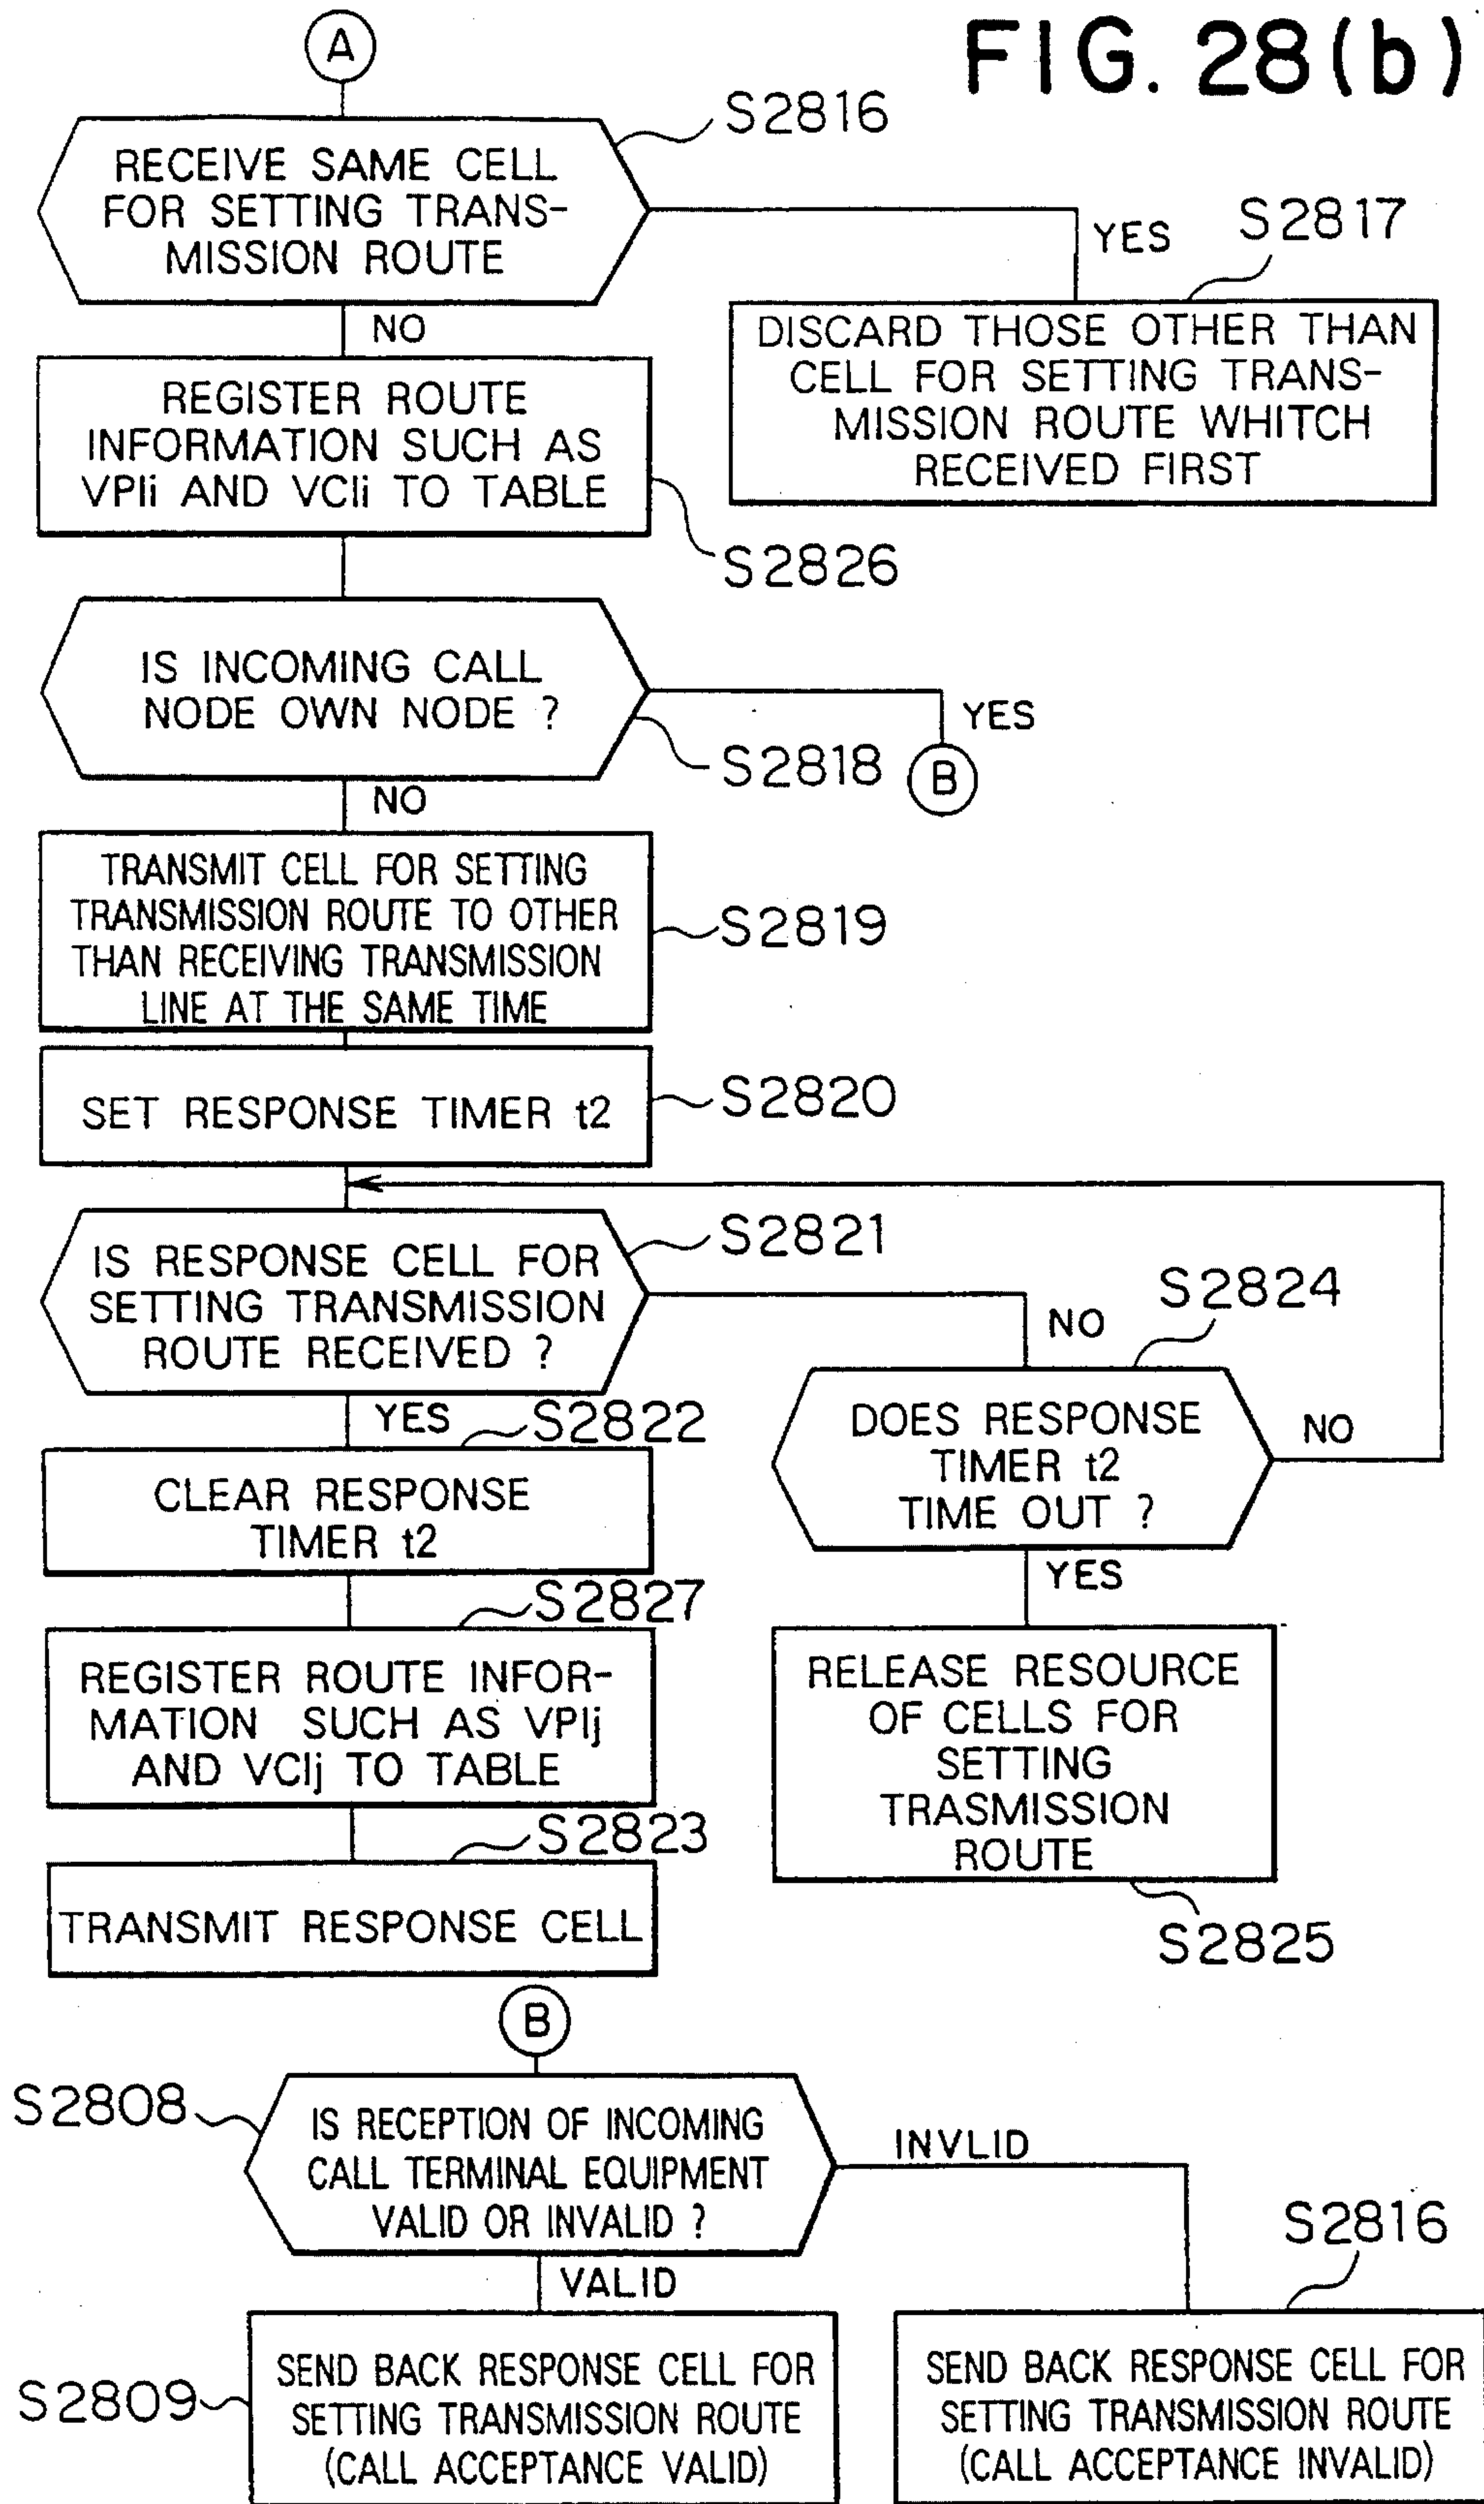 FIG. 28(b)
A
S2816
RECEIVE SAME CELL
FOR SETTING TRANS-
MISSION ROUTE
YES
S2817
NO
DISCARD THOSE OTHER THAN
CELL FOR SETTING TRANS-
MISSION ROUTE WHITCH
RECEIVED FIRST
REGISTER ROUTE
INFORMATION SUCH AS
VPIi AND VCIi TO TABLE
S2826
IS INCOMING CALL
NODE OWN NODE ?
YES
S2818
B
NO
TRANSMIT CELL FOR SETTING
TRANSMISSION ROUTE TO OTHER
THAN RECEIVING TRANSMISSION
LINE AT THE SAME TIME
S2819
SET RESPONSE TIMER t2
S2820
S2821
IS RESPONSE CELL FOR
SETTING TRANSMISSION
ROUTE RECEIVED ?
NO
S2824
YES
S2822
DOES RESPONSE
TIMER t2
TIME OUT ?
NO
CLEAR RESPONSE
TIMER t2
YES
S2827
REGISTER ROUTE INFOR-
MATION SUCH AS VPIj
AND VCIj TO TABLE
RELEASE RESOURCE
OF CELLS FOR
SETTING
TRASMISSION
ROUTE
S2823
TRANSMIT RESPONSE CELL
S2825
B
S2808
IS RECEPTION OF INCOMING
CALL TERMINAL EQUIPMENT
VALID OR INVALID ?
INVLID
S2816
VALID
S2809
SEND BACK RESPONSE CELL FOR
SETTING TRANSMISSION ROUTE
(CALL ACCEPTANCE VALID)
SEND BACK RESPONSE CELL FOR
SETTING TRANSMISSION ROUTE
(CALL ACCEPTANCE INVALID)